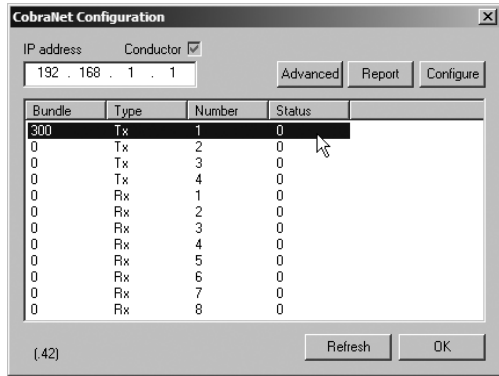 CobraNet Configuration
IP address Conductor
192 . 168 . 1 . 1 Advanced Report Configure
Bundle Type Number Status
300 Tx 1 0
0 Tx 2 0
0 Tx 3 0
0 Tx 4 0
0 Rx 1 0
0 Rx 2 0
0 Rx 3 0
0 Rx 4 0
0 Rx 5 0
0 Rx 6 0
0 Rx 7 0
0 Rx 8 0
(.42) Refresh OK